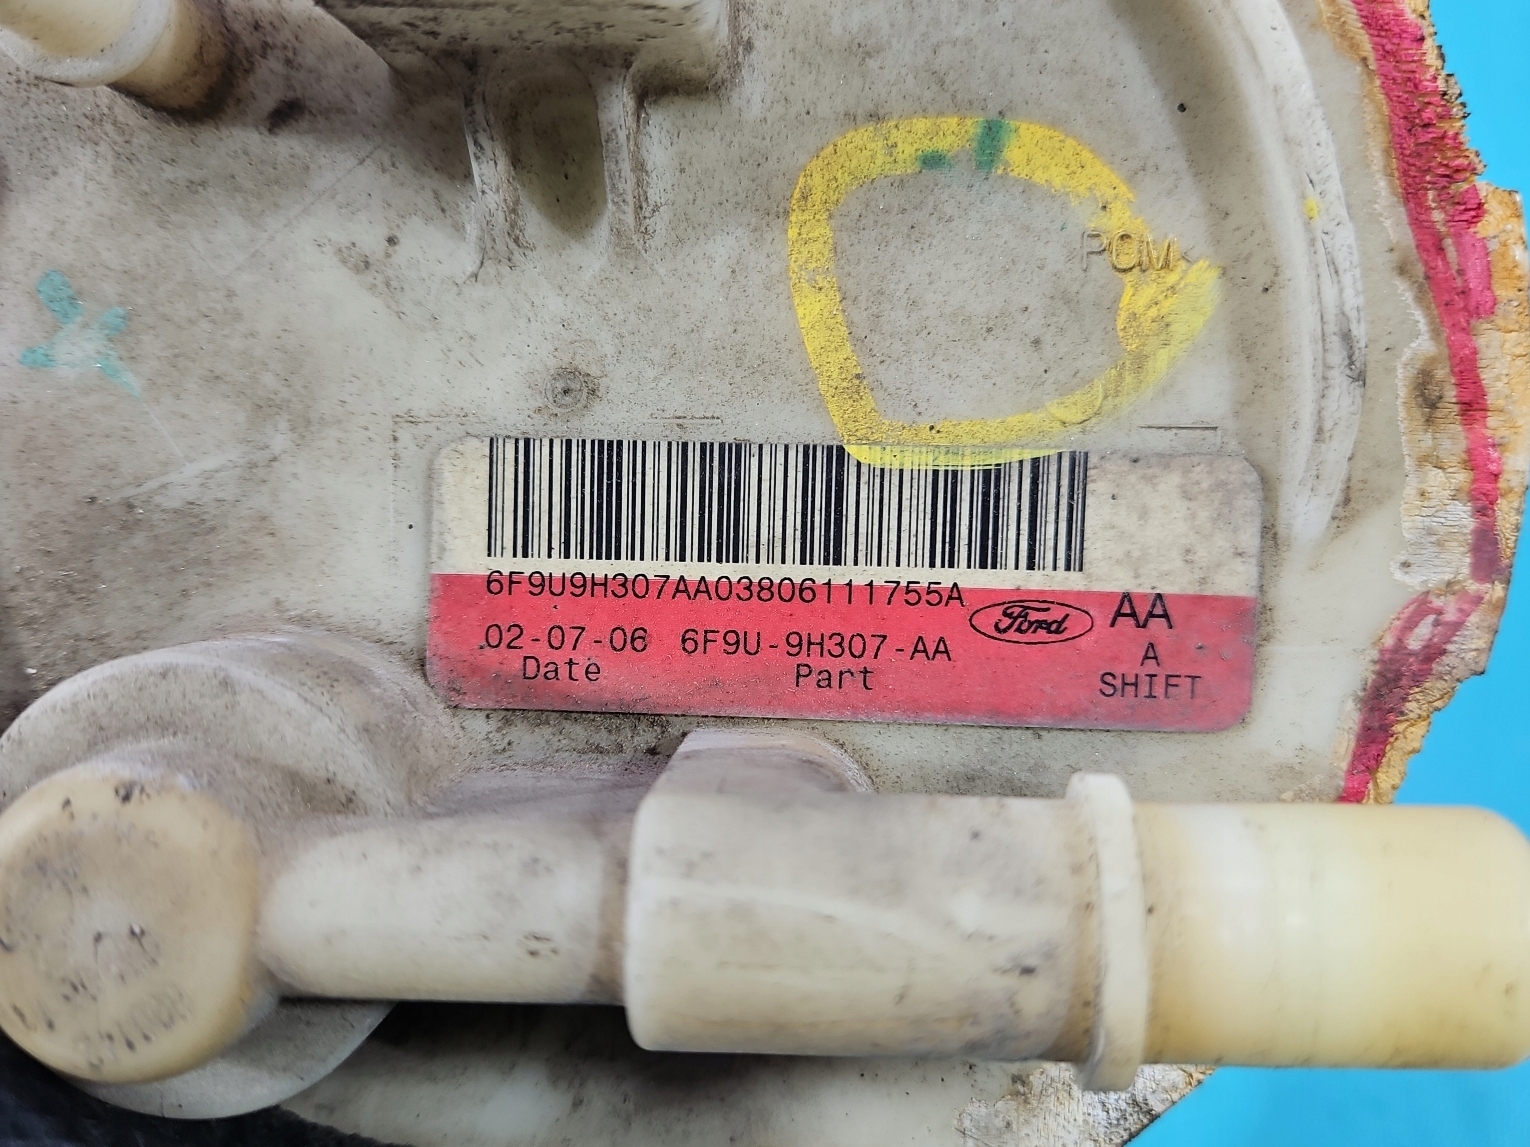 PCM
6F9U9H307AA03806111755A
Ford
AA
02-07-06 6F9U-9H307-AA
A
Date Part
SHIFT